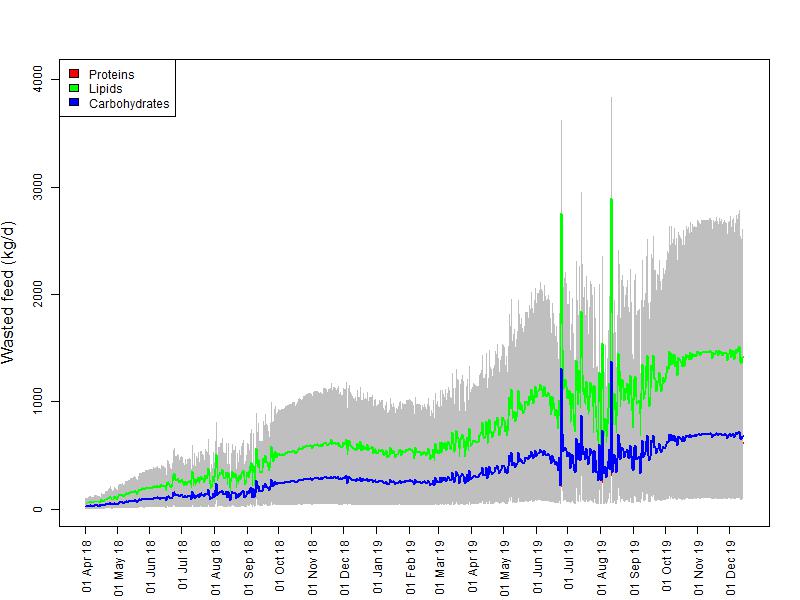 Proteins
Lipids
Carbohydrates
Wasted feed (kg/d)
4000
3000
2000
1000
0
01 Apr 18
01 May 18
01 Jun 18
01 Jul 18
01 Aug 18
01 Sep 18
01 Oct 18
01 Nov 18
01 Dec 18
01 Jan 19
01 Feb 19
01 Mar 19
01 Apr 19
01 May 19
01 Jun 19
01 Jul 19
01 Aug 19
01 Sep 19
01 Oct 19
01 Nov 19
01 Dec 19